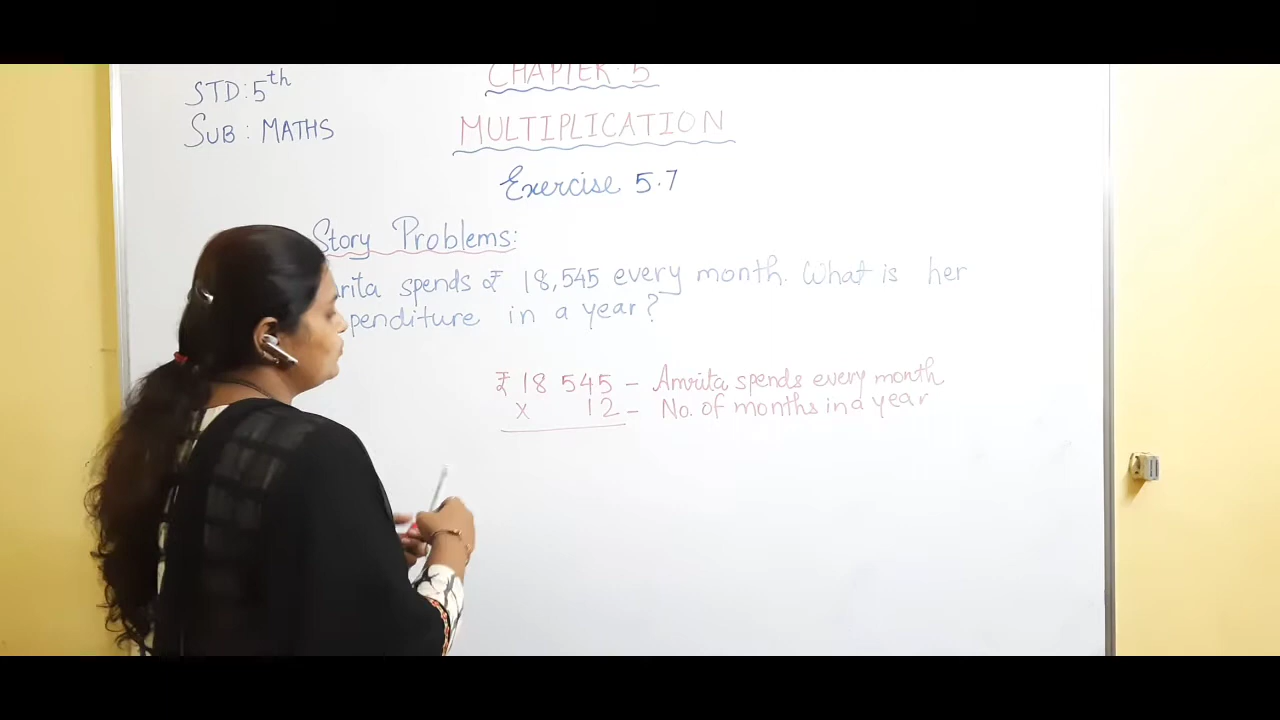 CHAPTER-5
STD: 5th
SUB: MATHS
MULTIPLICATION
Exercise 5.7
Story Problems:
rita spends ₹ 18,545 every month. What is her
penditure in a year?
₹ 18 545 – Amrita spends every month
x 12 – No. of months in a year